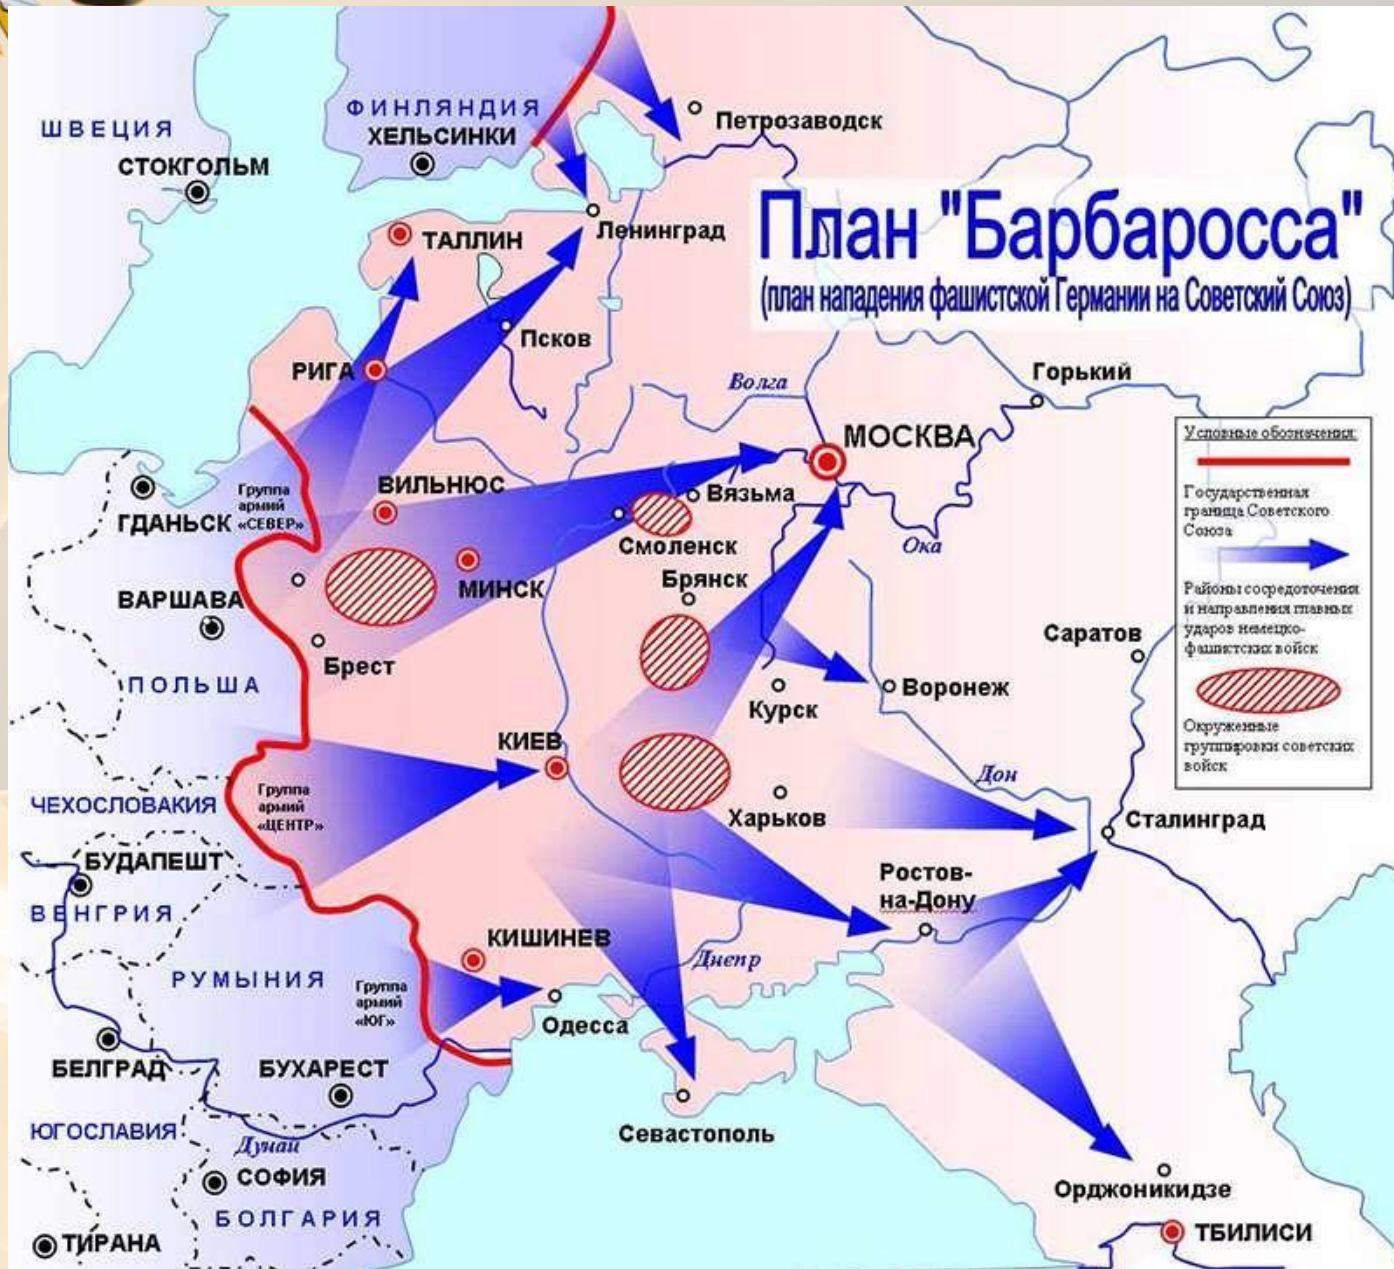 ШВЕЦИЯ
СТОКГОЛЬМ
ФИНЛЯНДИЯ
ХЕЛЬСИНКИ
Петрозаводск
Ленинград
План "Барбаросса"
(план нападения фашистской Германии на Советский Союз)
ТАЛЛИН
Псков
РИГА
Волга
Горький
МОСКВА
Условные обозначения:
Государственная
граница Советского
Союза
Районы сосредоточения
и направления главных
ударов немецко-
фашистских войск
Окруженные
группировки советских
войск
ВИЛЬНЮС
Вязьма
Группа
армий
«СЕВЕР»
ГДАНЬСК
Смоленск
Ока
Брянск
МИНСК
ВАРШАВА
Саратов
Брест
ПОЛЬША
Воронеж
Курск
КИЕВ
Дон
Группа
армий
«ЦЕНТР»
ЧЕХОСЛОВАКИЯ
Харьков
Сталинград
БУДАПЕШТ
Ростов-
на-Дону
ВЕНГРИЯ
КИШИНЕВ
Днепр
РУМЫНИЯ
Группа
армий
«ЮГ»
Одесса
БЕЛГРАД
БУХАРЕСТ
Севастополь
ЮГОСЛАВИЯ
Дунай
СОФИЯ
Орджоникидзе
БОЛГАРИЯ
ТБИЛИСИ
ТИРАНА